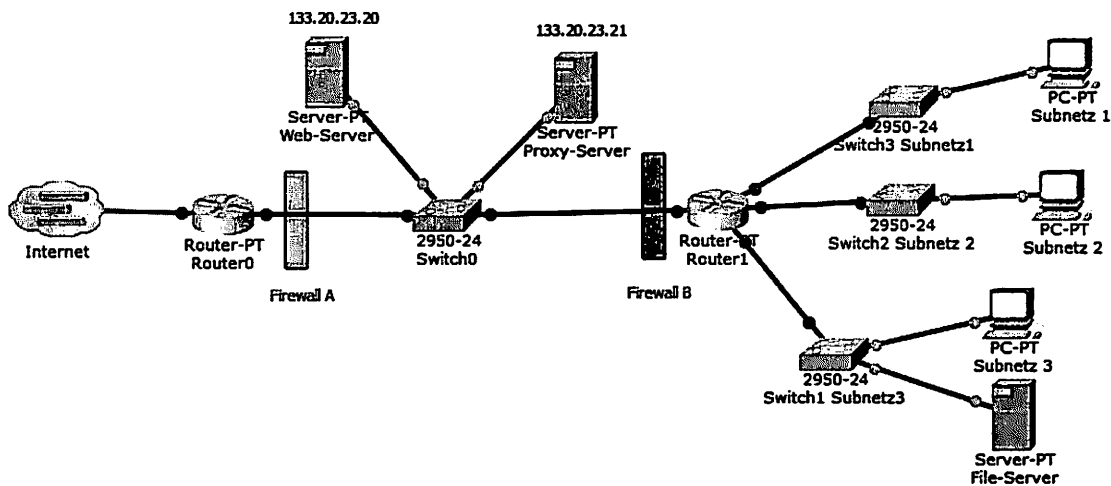 133.20.23.20
Server-PT
Web-Server
133.20.23.21
Server-PT
Proxy-Server
PC-PT
Subnetz 1
2950-24
Switch3 Subnetz1
Internet
Router-PT
Router0
Firewall A
2950-24
Switch0
Firewall B
Router-PT
Router1
2950-24
Switch2 Subnetz 2
PC-PT
Subnetz 2
2950-24
Switch1 Subnetz3
PC-PT
Subnetz 3
Server-PT
File-Server